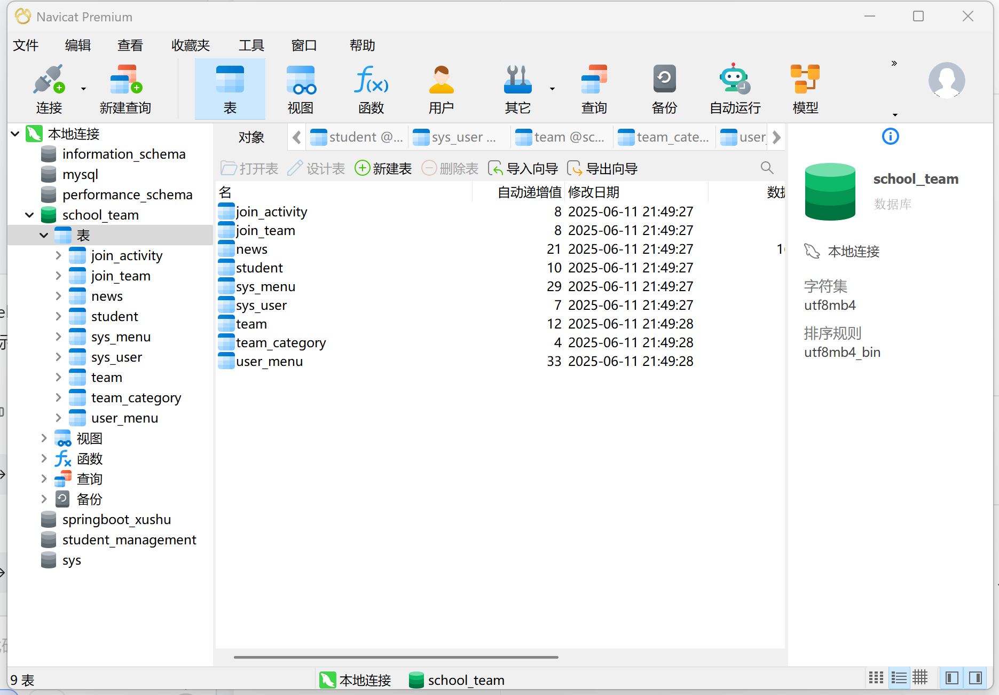 Navicat Premium
文件 编辑 查看 收藏夹 工具 窗口 帮助
连接 新建查询 表 视图 函数 用户 其它 查询 备份 自动运行 模型
本地连接
information_schema
mysql
performance_schema
school_team
表
join_activity
join_team
news
student
sys_menu
sys_user
team
team_category
user_menu
视图
函数
查询
备份
springboot_xushu
student_management
sys
对象 student @... sys_user ... team @sc... team_cate... user_
打开表 设计表 新建表 删除表 导入向导 导出向导
名 自动递增值 修改日期
join_activity 8 2025-06-11 21:49:27
join_team 8 2025-06-11 21:49:27
news 21 2025-06-11 21:49:27
student 10 2025-06-11 21:49:27
sys_menu 29 2025-06-11 21:49:27
sys_user 7 2025-06-11 21:49:27
team 12 2025-06-11 21:49:28
team_category 4 2025-06-11 21:49:28
user_menu 33 2025-06-11 21:49:28
school_team
数据库
本地连接
字符集
utf8mb4
排序规则
utf8mb4_bin
9 表 本地连接 school_team